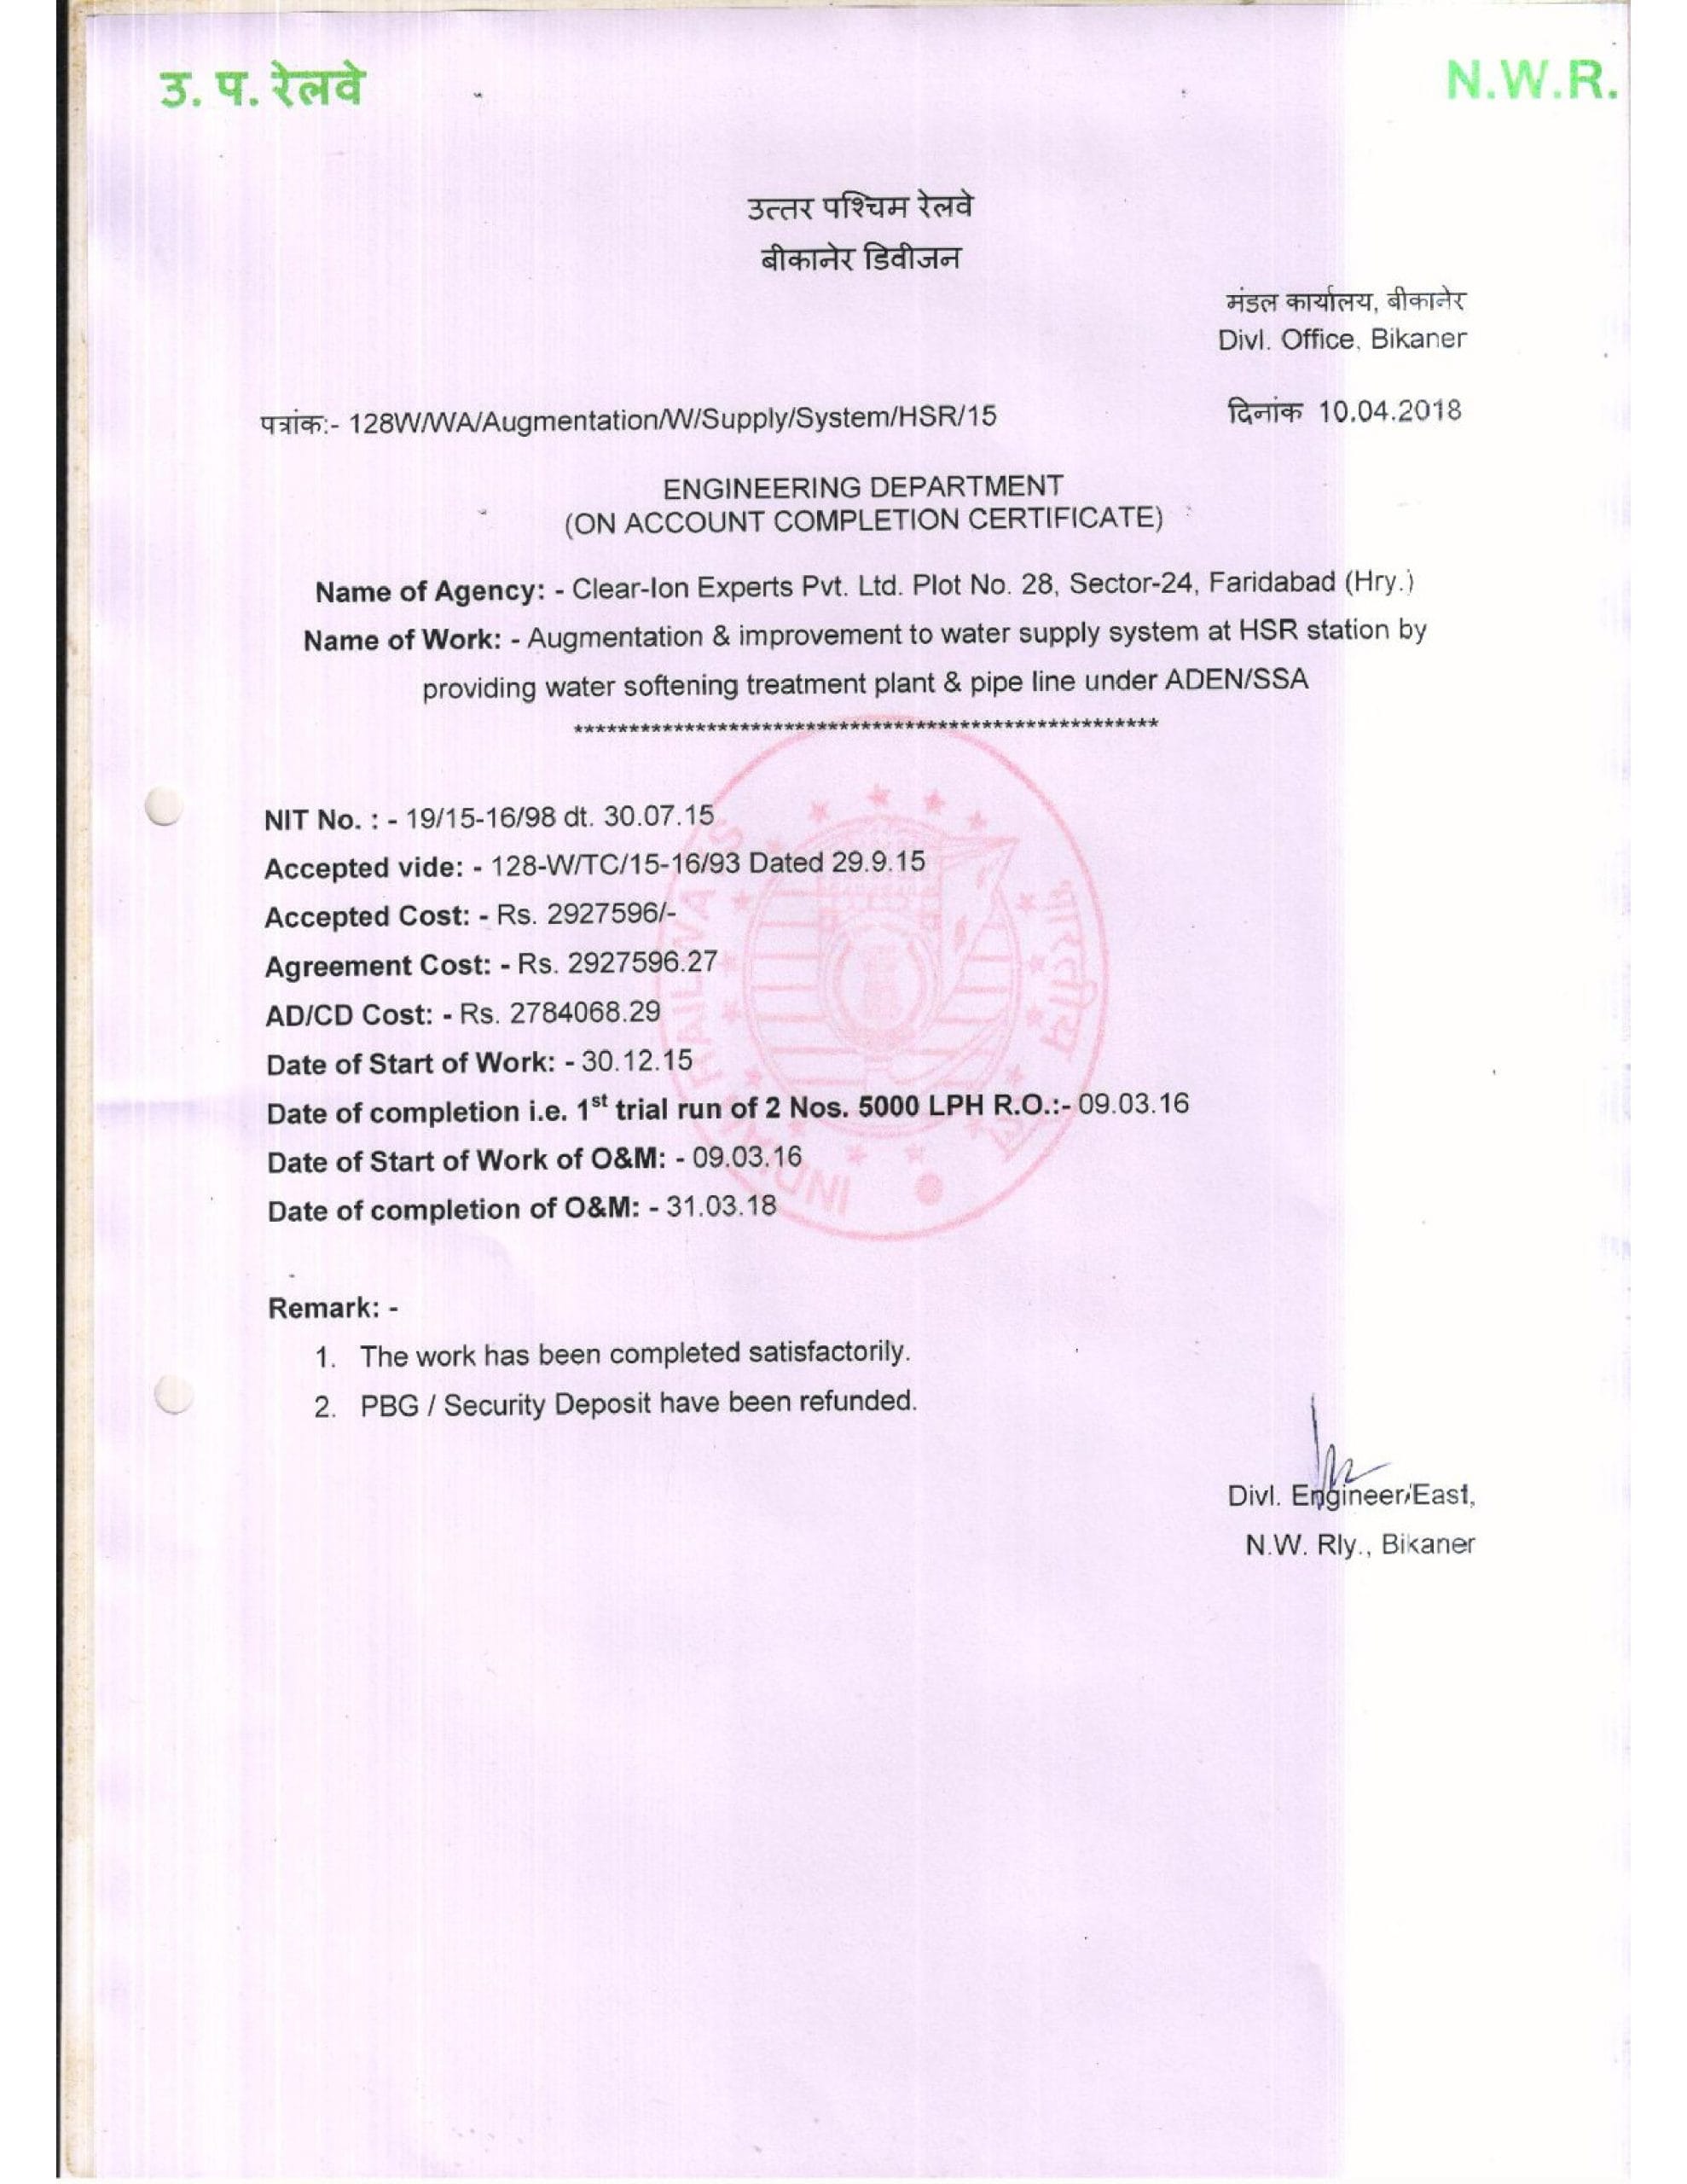 उ. प. रेलवे
N.W.R.
उत्तर पश्चिम रेलवे
बीकानेर डिवीजन
मंडल कार्यालय, बीकानेर
Divl. Office, Bikaner
पत्रांक:- 128W/WA/Augmentation/W/Supply/System/HSR/15
दिनांक 10.04.2018
ENGINEERING DEPARTMENT
(ON ACCOUNT COMPLETION CERTIFICATE)
Name of Agency: - Clear-Ion Experts Pvt. Ltd. Plot No. 28, Sector-24, Faridabad (Hry.)
Name of Work: - Augmentation & improvement to water supply system at HSR station by
providing water softening treatment plant & pipe line under ADEN/SSA
*****************************************************
NIT No. : - 19/15-16/98 dt. 30.07.15
Accepted vide: - 128-W/TC/15-16/93 Dated 29.9.15
Accepted Cost: - Rs. 2927596/-
Agreement Cost: - Rs. 2927596.27
AD/CD Cost: - Rs. 2784068.29
Date of Start of Work: - 30.12.15
Date of completion i.e. 1st trial run of 2 Nos. 5000 LPH R.O.:- 09.03.16
Date of Start of Work of O&M: - 09.03.16
Date of completion of O&M: - 31.03.18
Remark: -
1. The work has been completed satisfactorily.
2. PBG / Security Deposit have been refunded.
Divl. Engineer/East,
N.W. Rly., Bikaner
INDIAN RAILWAYS
भारतीय